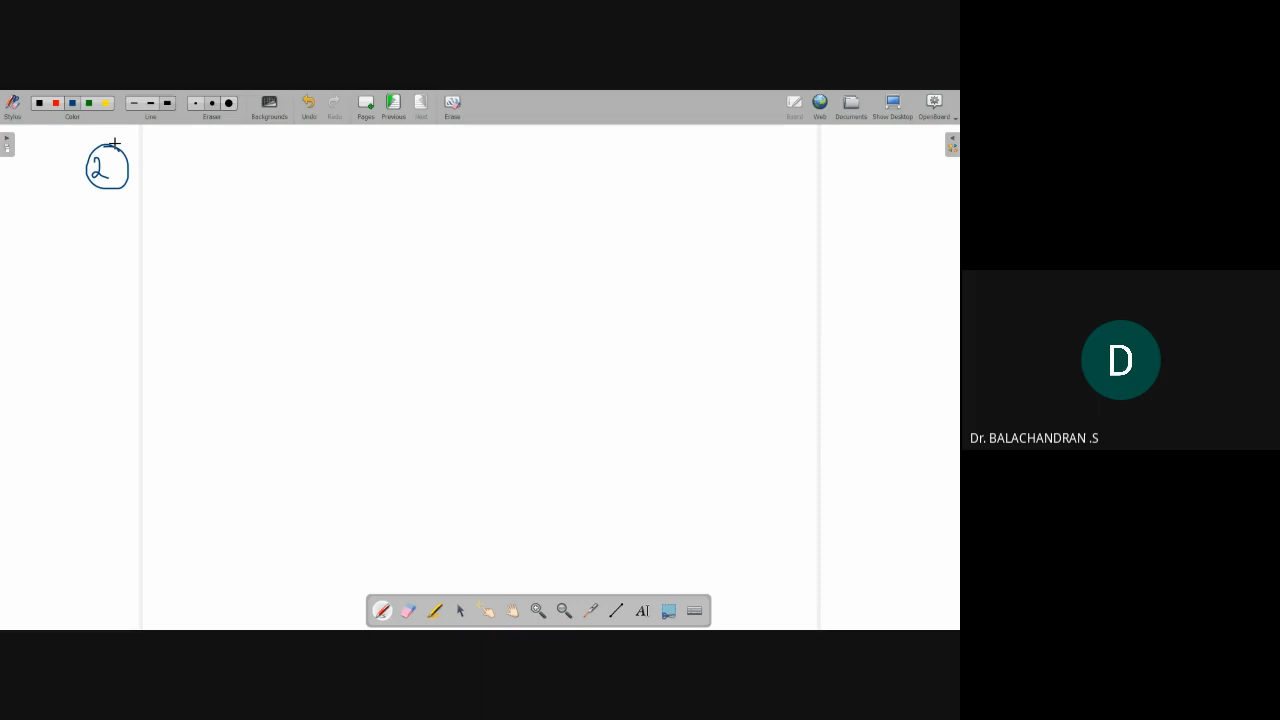 Stylus
Color
Line
Eraser
Backgrounds
Undo
Redo
Pages
Previous
Next
Erase
Board
Web
Documents
Show Desktop
OpenBoard
2
AI
D
Dr. BALACHANDRAN .S